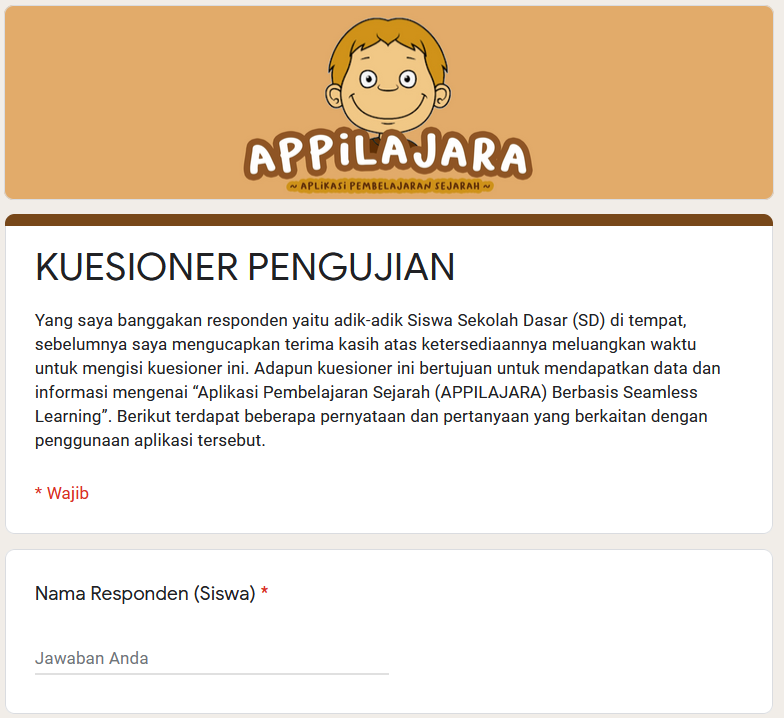 APPiLAJARA
~ APLIKASI PEMBELAJARAN SEJARAH ~
KUESIONER PENGUJIAN
Yang saya banggakan responden yaitu adik-adik Siswa Sekolah Dasar (SD) di tempat,
sebelumnya saya mengucapkan terima kasih atas ketersediaannya meluangkan waktu
untuk mengisi kuesioner ini. Adapun kuesioner ini bertujuan untuk mendapatkan data dan
informasi mengenai “Aplikasi Pembelajaran Sejarah (APPILAJARA) Berbasis Seamless
Learning”. Berikut terdapat beberapa pernyataan dan pertanyaan yang berkaitan dengan
penggunaan aplikasi tersebut.
* Wajib
Nama Responden (Siswa) *
Jawaban Anda